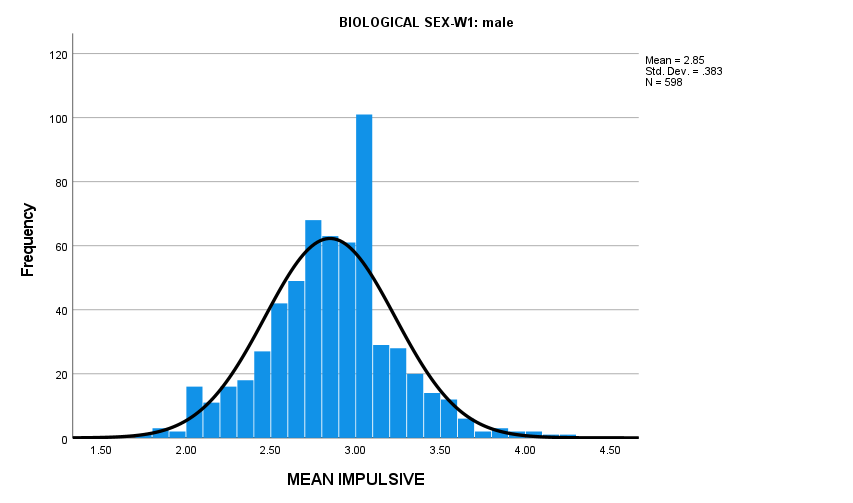 BIOLOGICAL SEX-W1: male
120
100
80
60
40
20
0
Frequency
1.50 2.00 2.50 3.00 3.50 4.00 4.50
MEAN IMPULSIVE
Mean = 2.85
Std. Dev. = .383
N = 598